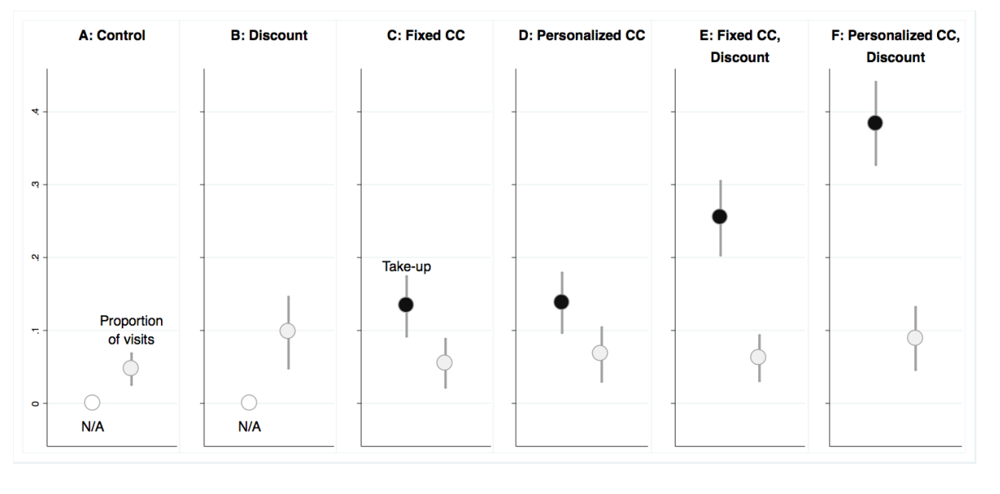 A: Control
B: Discount
C: Fixed CC
D: Personalized CC
E: Fixed CC,
Discount
F: Personalized CC,
Discount
.4
.3
.2
.1
0
Proportion
of visits
N/A
N/A
Take-up